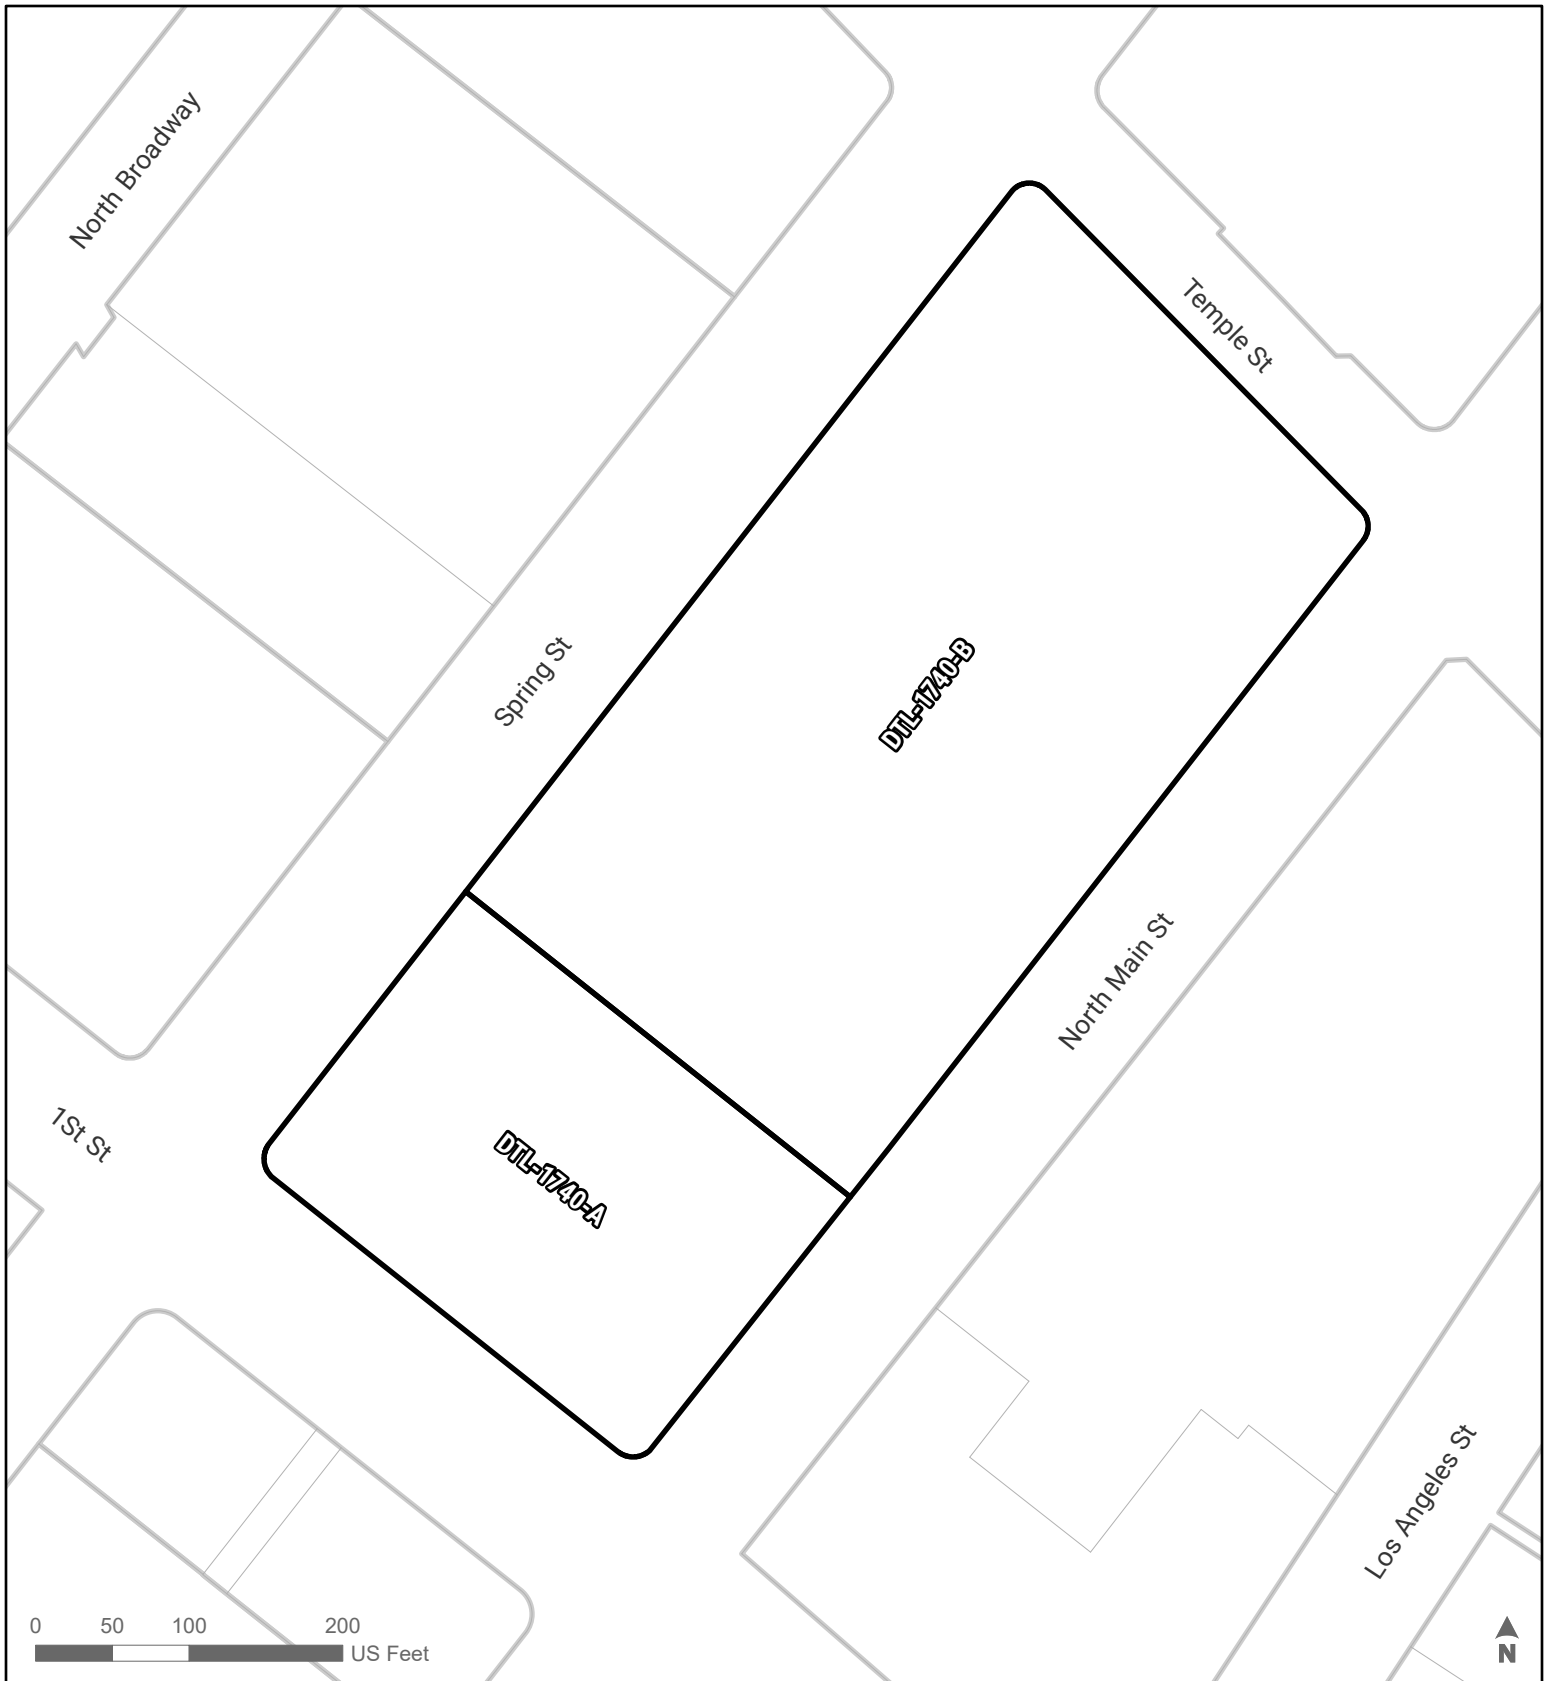 North Broadway
Temple St
Spring St
DTL-1740-B
North Main St
1St St
DTL-1740-A
Los Angeles St
0 50 100 200
US Feet
N